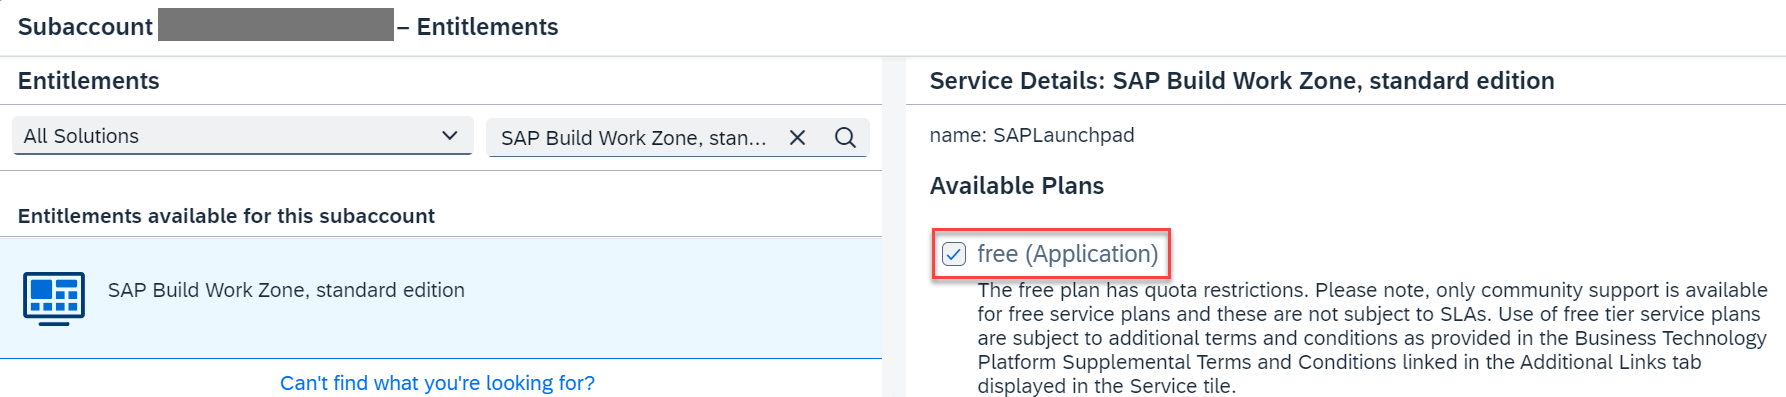 Subaccount – Entitlements
Entitlements
All Solutions
SAP Build Work Zone, stan...
Entitlements available for this subaccount
SAP Build Work Zone, standard edition
Can't find what you're looking for?
Service Details: SAP Build Work Zone, standard edition
name: SAPLaunchpad
Available Plans
free (Application)
The free plan has quota restrictions. Please note, only community support is available
for free service plans and these are not subject to SLAs. Use of free tier service plans
are subject to additional terms and conditions as provided in the Business Technology
Platform Supplemental Terms and Conditions linked in the Additional Links tab
displayed in the Service tile.